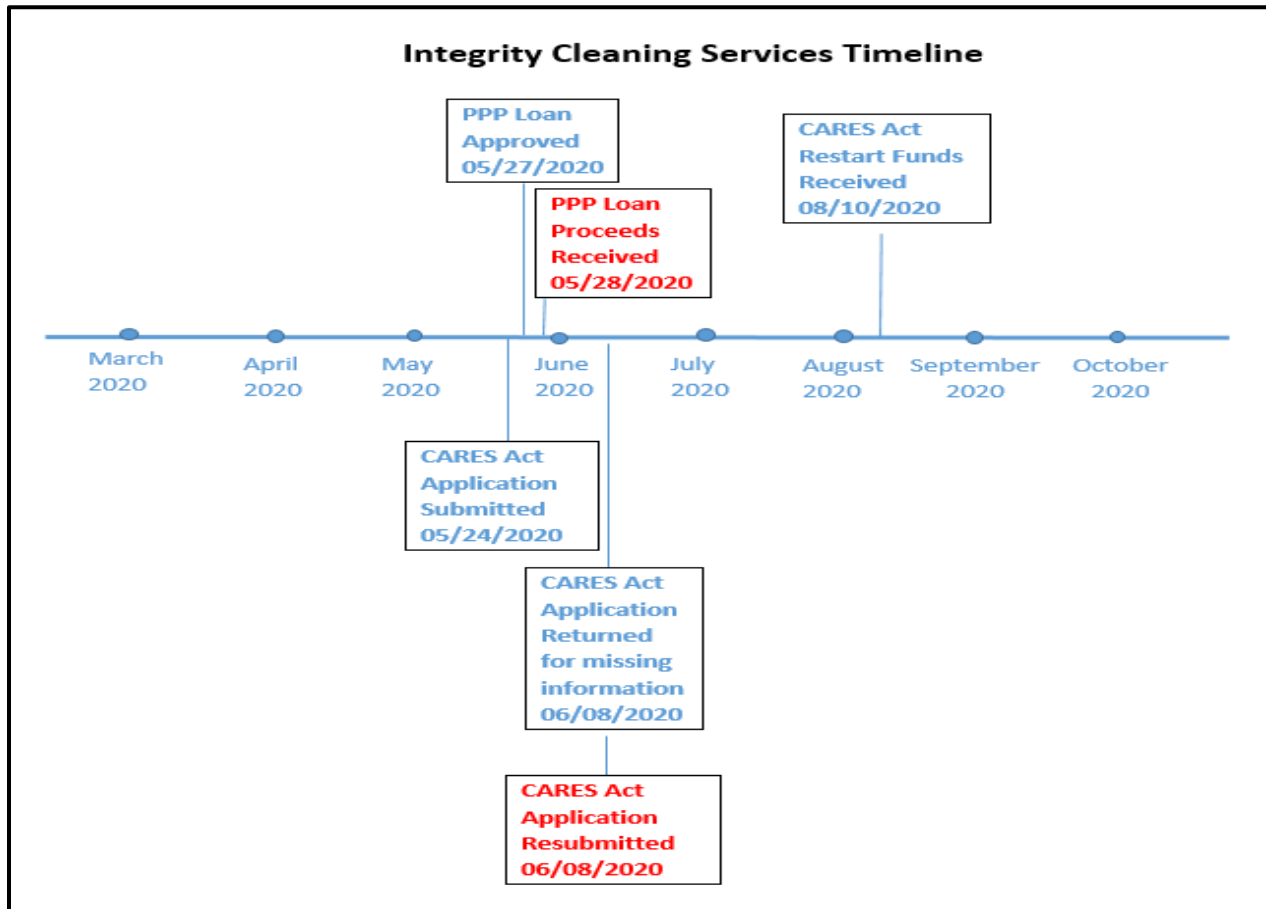 Integrity Cleaning Services Timeline
PPP Loan
Approved
05/27/2020
CARES Act
Restart Funds
Received
08/10/2020
PPP Loan
Proceeds
Received
05/28/2020
March
2020
April
2020
May
2020
June
2020
July
2020
August
2020
September
2020
October
2020
CARES Act
Application
Submitted
05/24/2020
CARES Act
Application
Returned
for missing
information
06/08/2020
CARES Act
Application
Resubmitted
06/08/2020